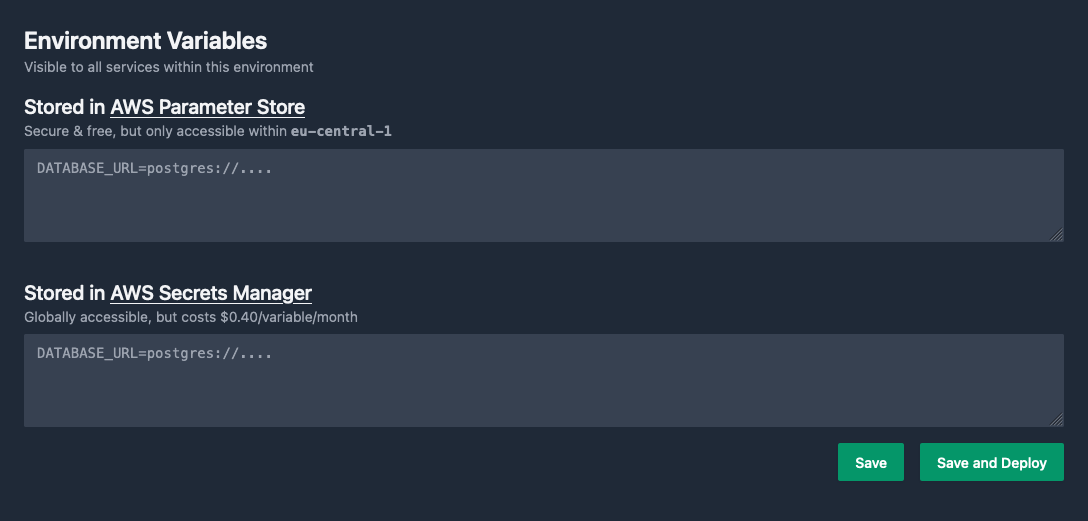 Environment Variables
Visible to all services within this environment
Stored in AWS Parameter Store
Secure & free, but only accessible within eu-central-1
DATABASE_URL=postgres://....
Stored in AWS Secrets Manager
Globally accessible, but costs $0.40/variable/month
DATABASE_URL=postgres://....
Save
Save and Deploy